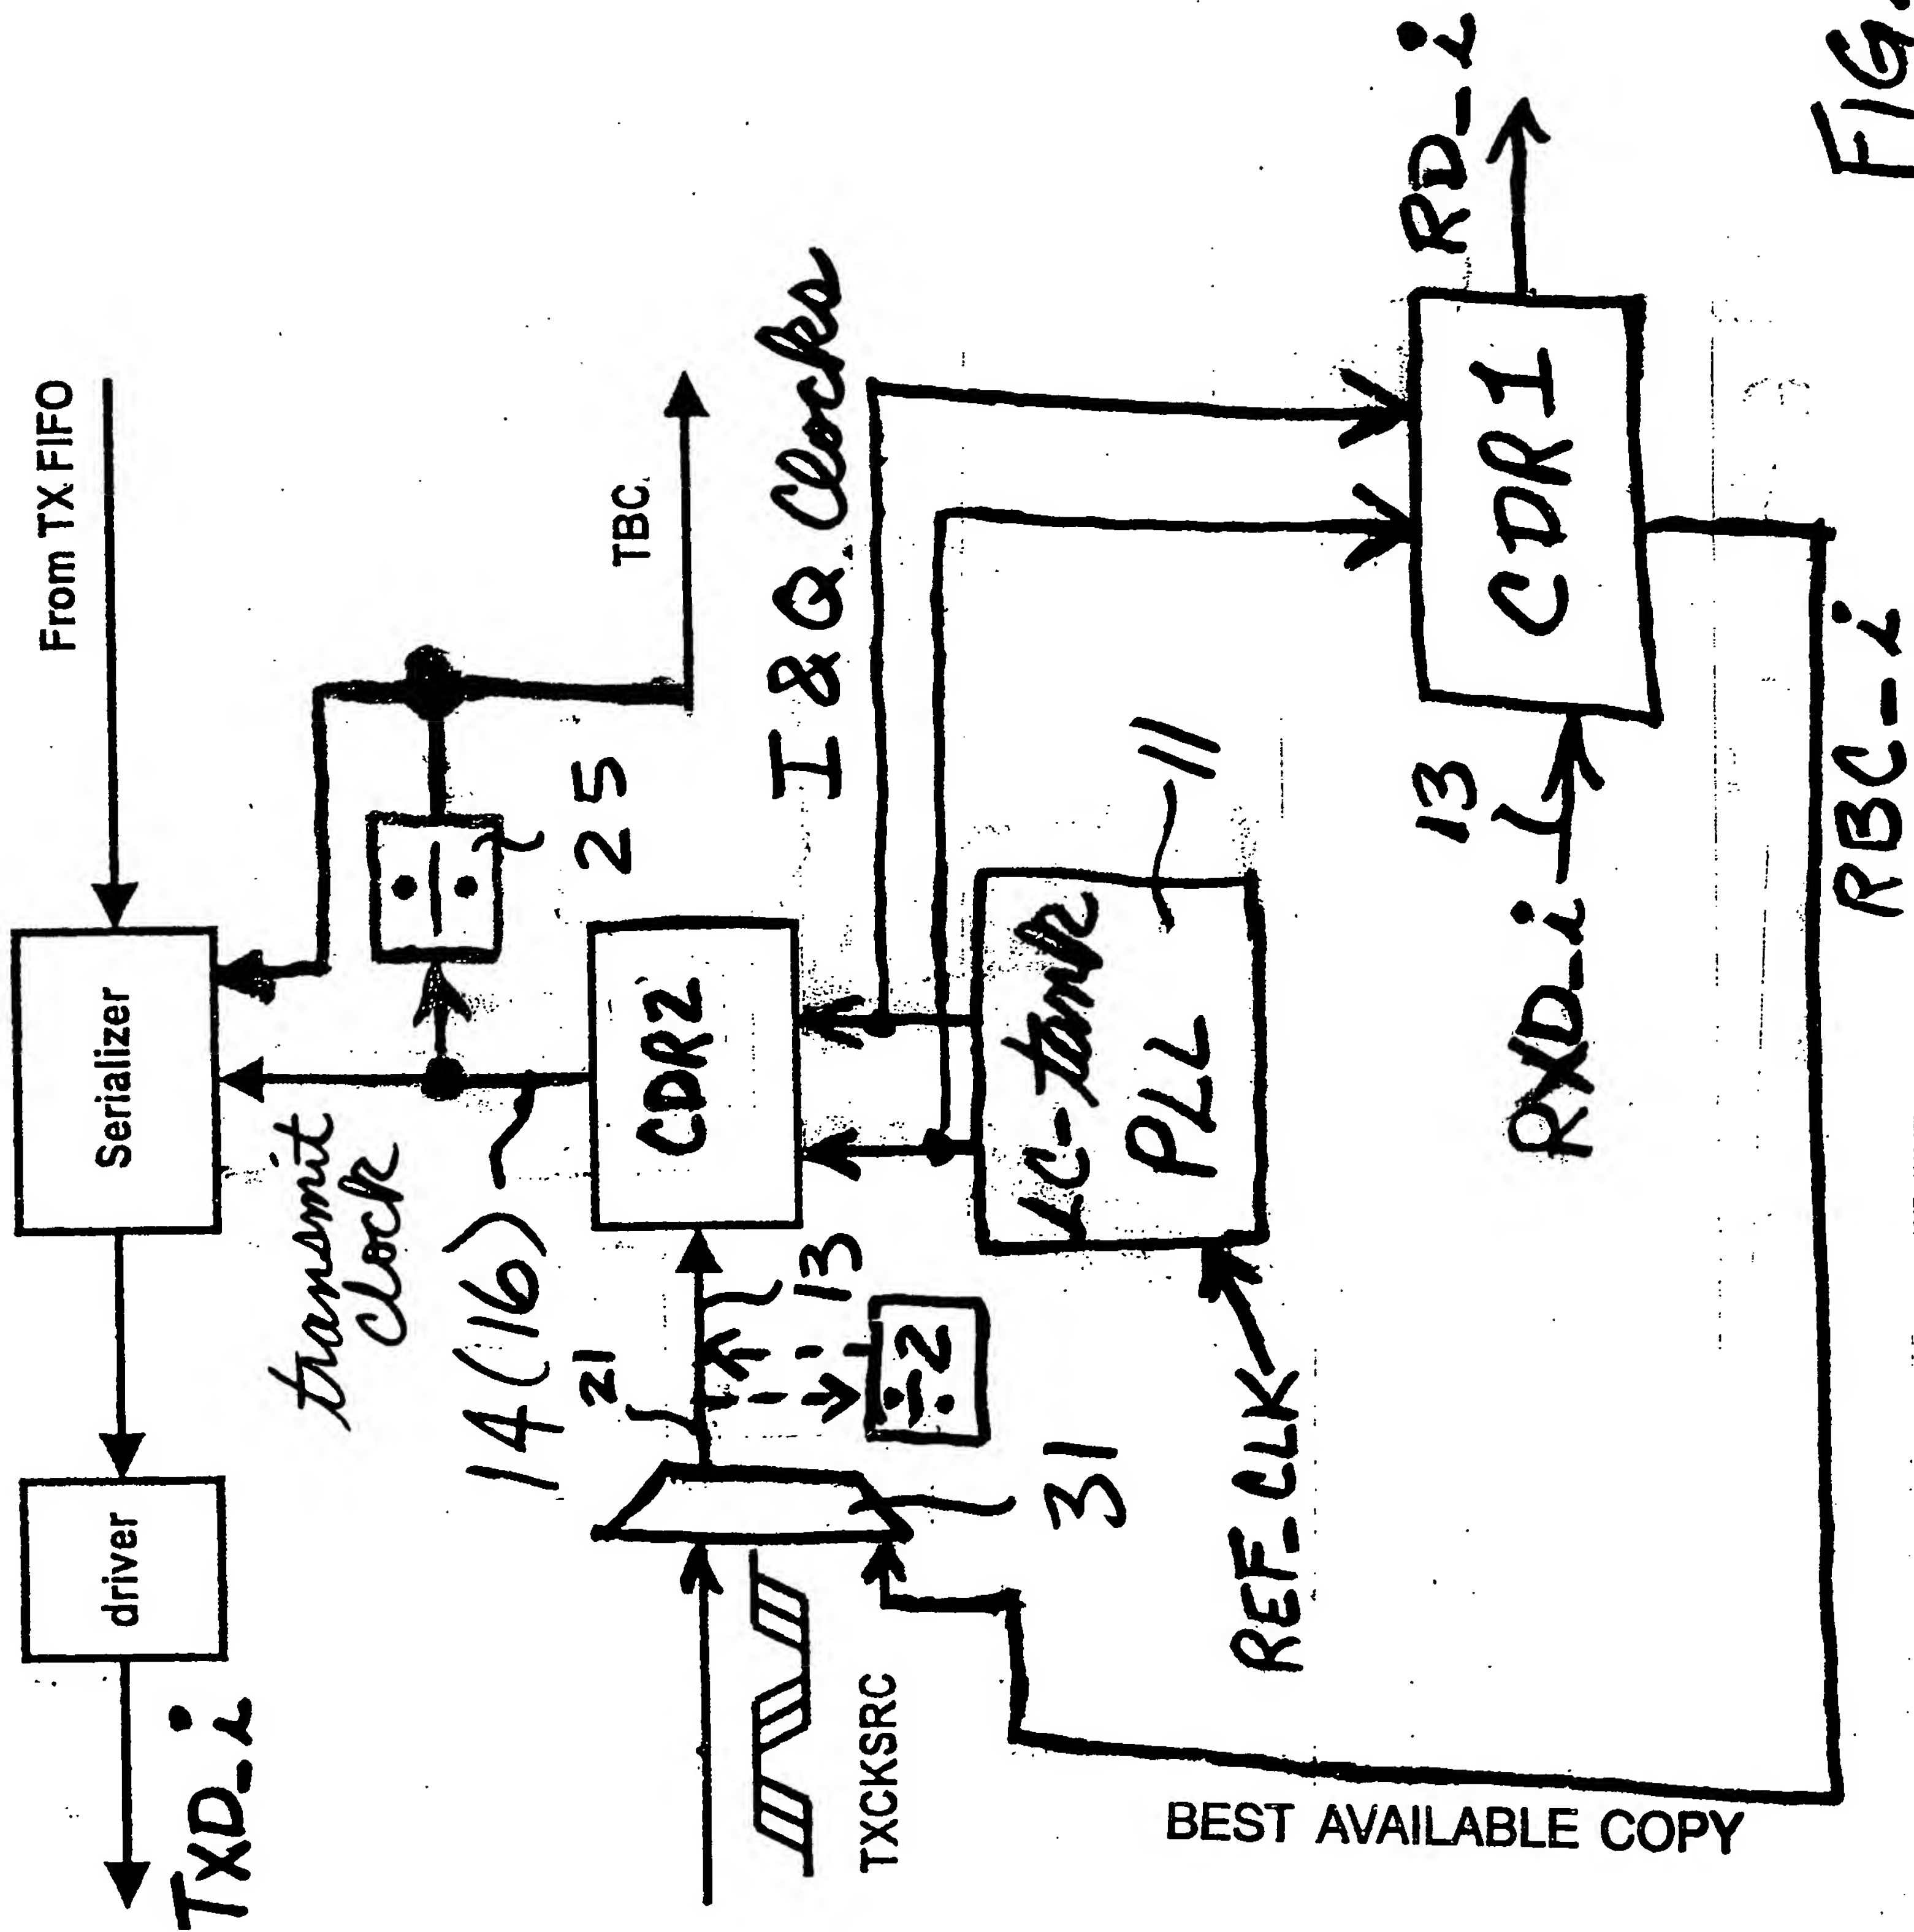 From TX FIFO
Serializer
driver
TXD_i
transmit
clock
25
TBC
I & Q Clocks
14 (16)
CDR2
21
13
÷
÷2
31
TXCKSRC
LC-tank
PLL
11
REF_CLK
RD_i
CDR1
13
RXD_i
RBC_i
FIG.
BEST AVAILABLE COPY